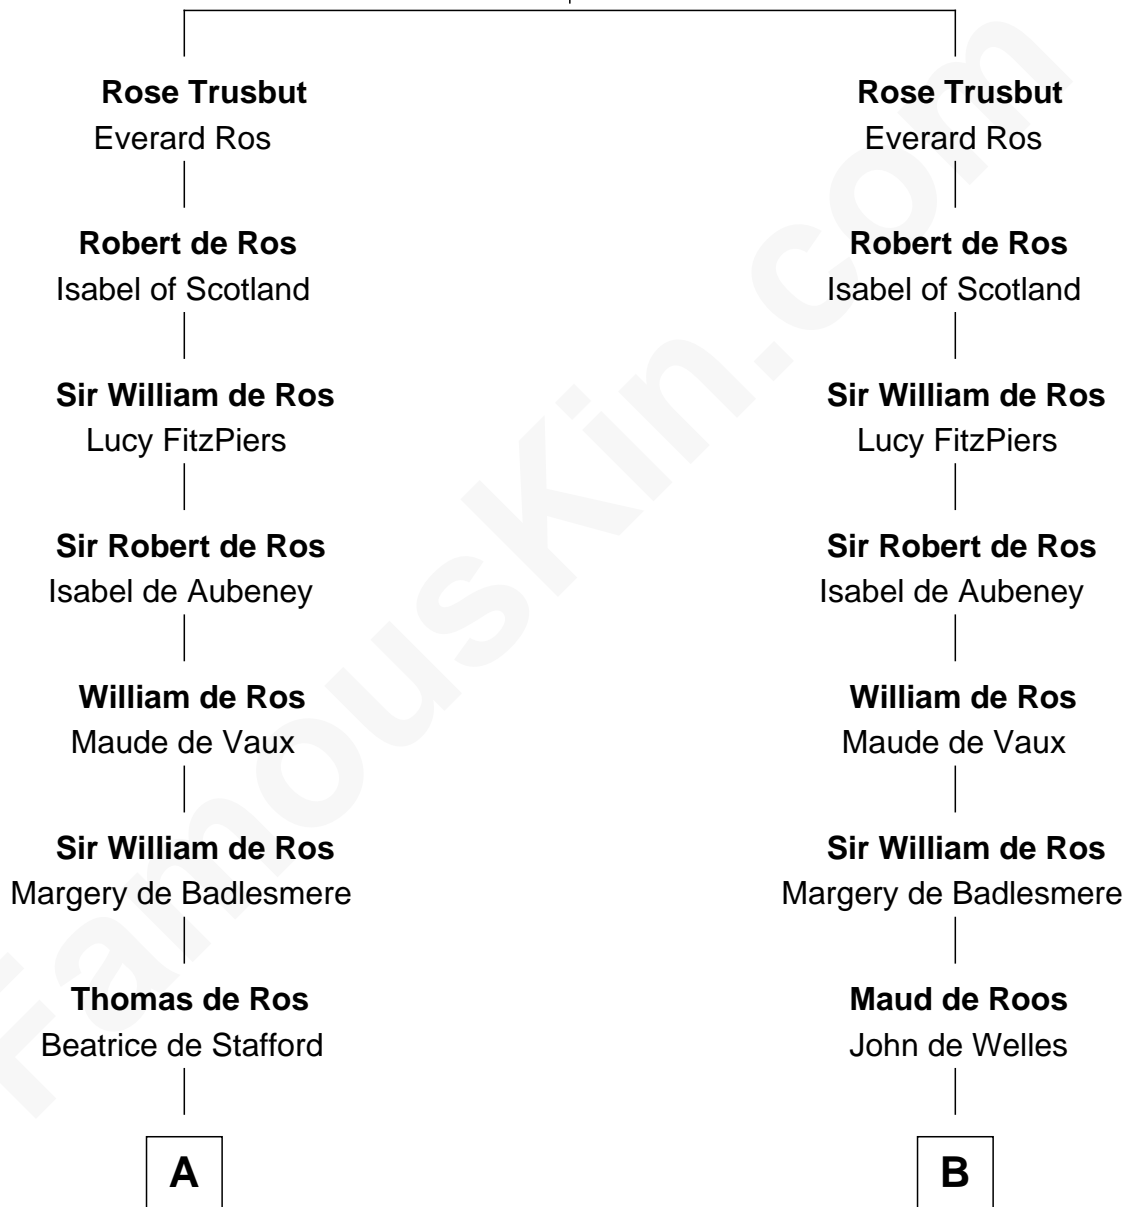 Rose Trusbut
Everard Ros
Robert de Ros
Isabel of Scotland
Sir William de Ros
Lucy FitzPiers
Sir Robert de Ros
Isabel de Aubeney
William de Ros
Maude de Vaux
Sir William de Ros
Margery de Badlesmere
Thomas de Ros
Beatrice de Stafford
A
Rose Trusbut
Everard Ros
Robert de Ros
Isabel of Scotland
Sir William de Ros
Lucy FitzPiers
Sir Robert de Ros
Isabel de Aubeney
William de Ros
Maude de Vaux
Sir William de Ros
Margery de Badlesmere
Maud de Roos
John de Welles
B
FamousKin.com